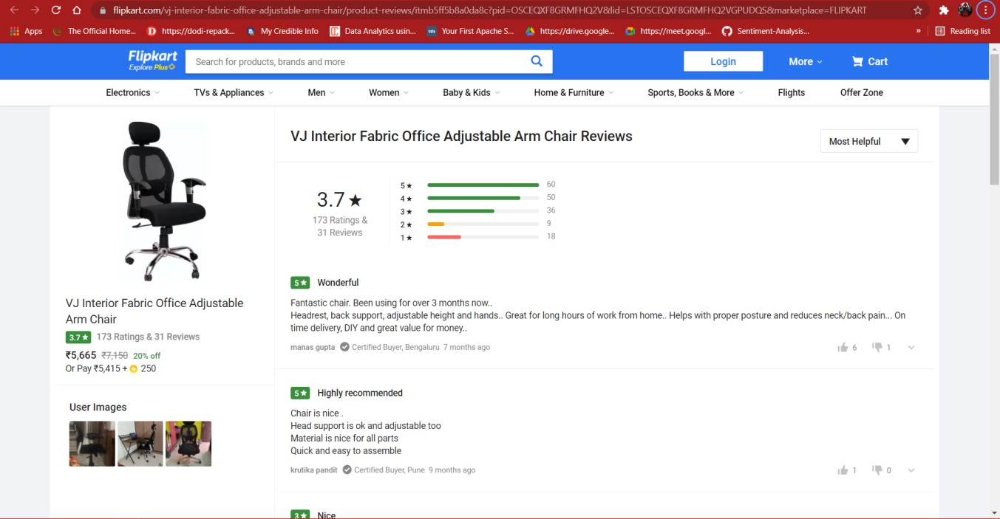 flipkart.com/vj-interior-fabric-office-adjustable-arm-chair/product-reviews/itmb5ff5b8a0da8c?pid=OSCEQXF8GRMFHQ2V&lid=LSTOSCEQXF8GRMFHQ2VGPUDQS&marketplace=FLIPKART
Apps The Official Home... https://dodi-repack... My Credible Info Data Analytics usin... Your First Apache S... https://drive.google... https://meet.googl... Sentiment-Analysis... » Reading list
Flipkart
Explore Plus
Search for products, brands and more
Login More Cart
Electronics TVs & Appliances Men Women Baby & Kids Home & Furniture Sports, Books & More Flights Offer Zone
VJ Interior Fabric Office Adjustable
Arm Chair
3.7★ 173 Ratings & 31 Reviews
₹5,665 ₹7,150 20% off
Or Pay ₹5,415 + 250
User Images
VJ Interior Fabric Office Adjustable Arm Chair Reviews
Most Helpful
3.7★
173 Ratings &
31 Reviews
5★ 60
4★ 50
3★ 36
2★ 9
1★ 18
5★ Wonderful
Fantastic chair. Been using for over 3 months now..
Headrest, back support, adjustable height and hands.. Great for long hours of work from home.. Helps with proper posture and reduces neck/back pain... On
time delivery, DIY and great value for money..
manas gupta Certified Buyer, Bengaluru 7 months ago 6 1
5★ Highly recommended
Chair is nice .
Head support is ok and adjustable too
Material is nice for all parts
Quick and easy to assemble
krutika pandit Certified Buyer, Pune 9 months ago 1 0
3★ Nice